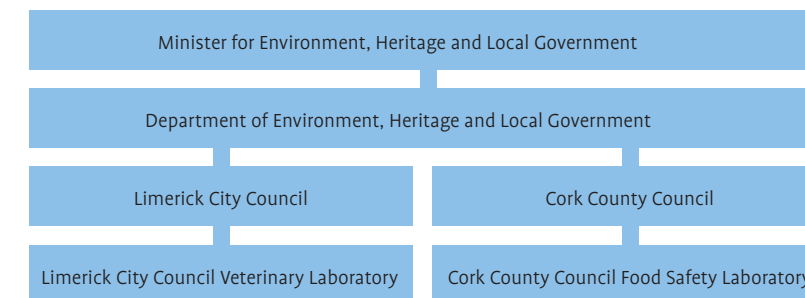 Minister for Environment, Heritage and Local Government
Department of Environment, Heritage and Local Government
Limerick City Council
Cork County Council
Limerick City Council Veterinary Laboratory
Cork County Council Food Safety Laboratory